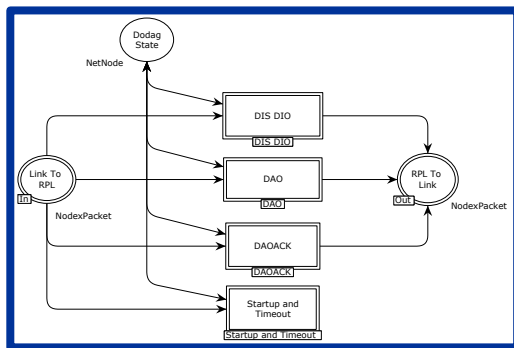 Dodag
State
NetNode
DIS DIO
DIS DIO
Link To
RPL
In
NodexPacket
DAO
DAO
RPL To
Link
Out
NodexPacket
DAOACK
DAOACK
Startup and
Timeout
Startup and Timeout